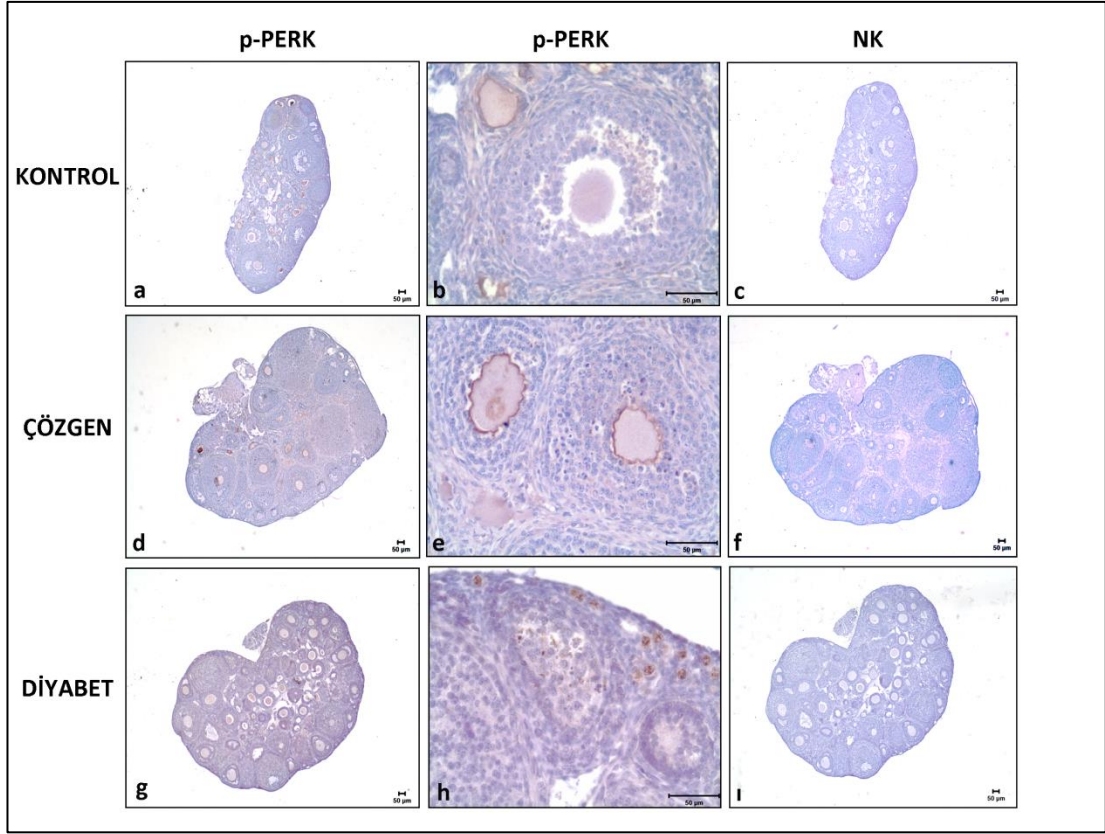 p-PERK p-PERK NK
KONTROL
a 50 µm b 50 µm c 50 µm
ÇÖZGEN
d 50 µm e 50 µm f 50 µm
DİYABET
g 50 µm h 50 µm ı 50 µm